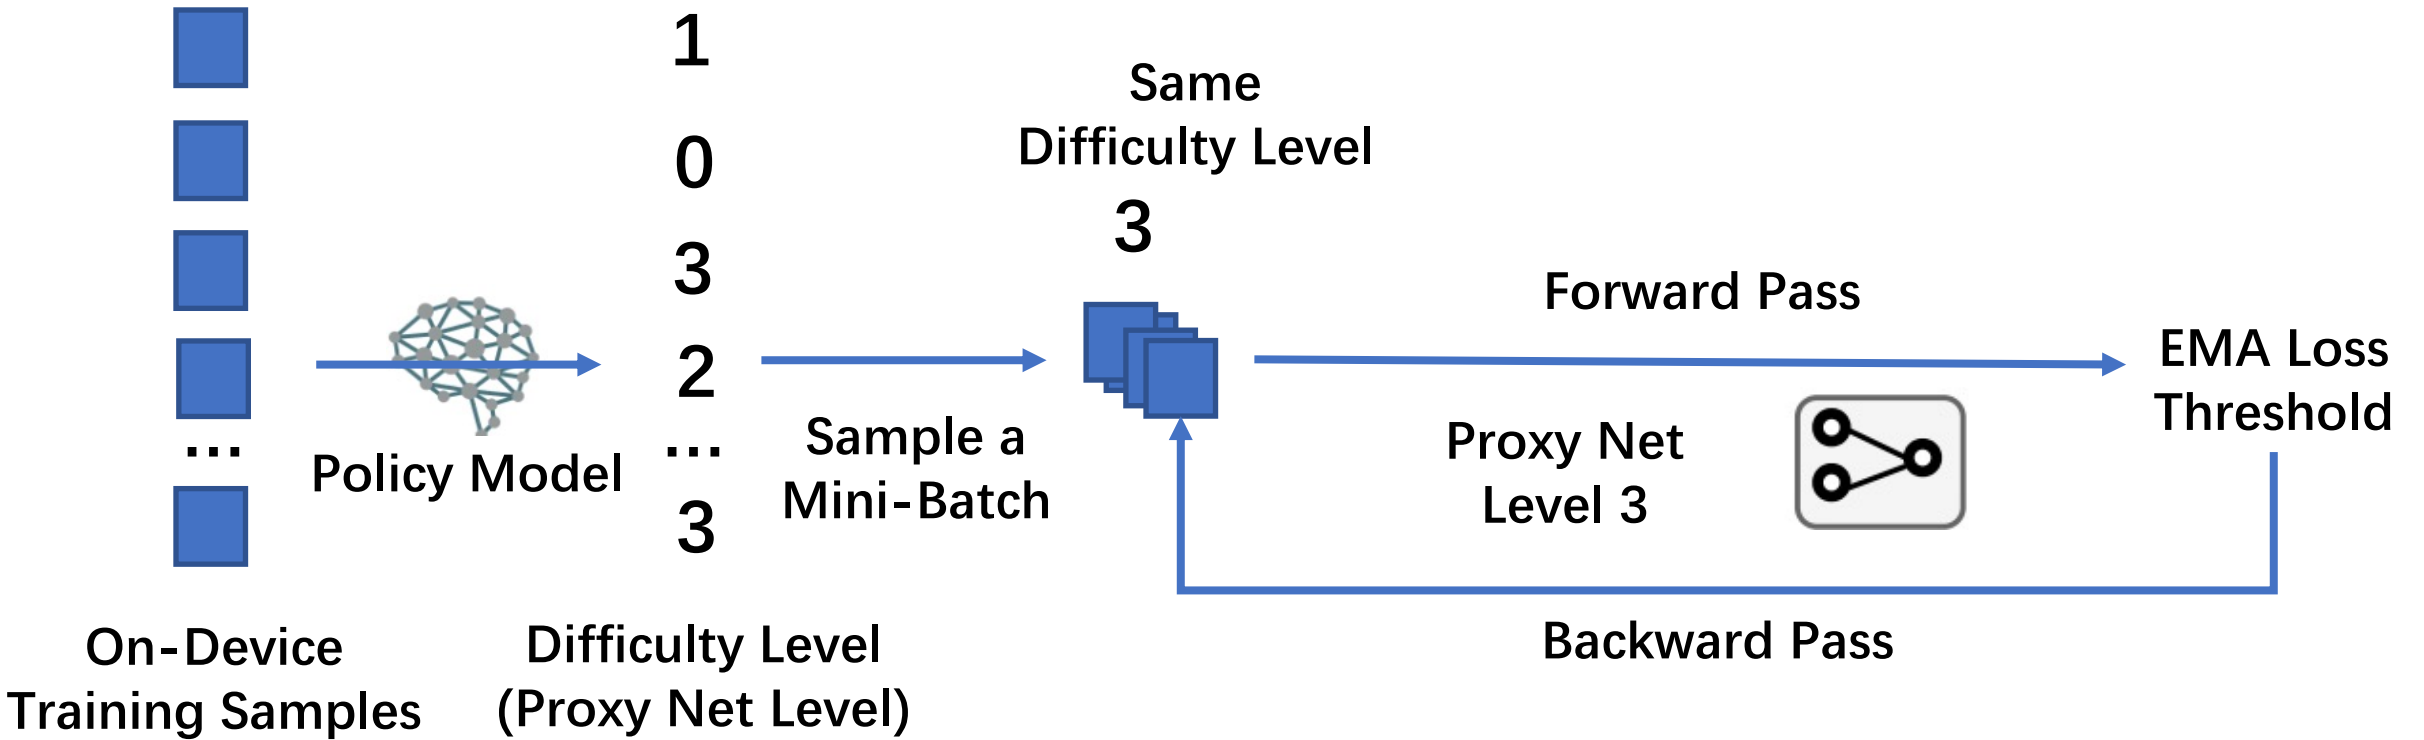 1
0
3
2
...
3
...
On-Device
Training Samples
Policy Model
Difficulty Level
(Proxy Net Level)
Sample a
Mini-Batch
Same
Difficulty Level
3
Forward Pass
Proxy Net
Level 3
EMA Loss
Threshold
Backward Pass